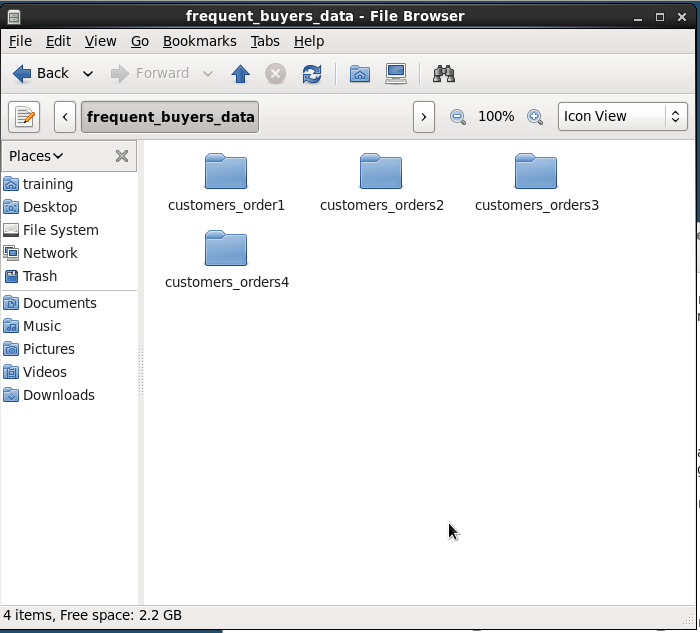 frequent_buyers_data - File Browser
File Edit View Go Bookmarks Tabs Help
Back Forward
frequent_buyers_data 100% Icon View
Places
training
Desktop
File System
Network
Trash
Documents
Music
Pictures
Videos
Downloads
customers_order1 customers_orders2 customers_orders3
customers_orders4
4 items, Free space: 2.2 GB